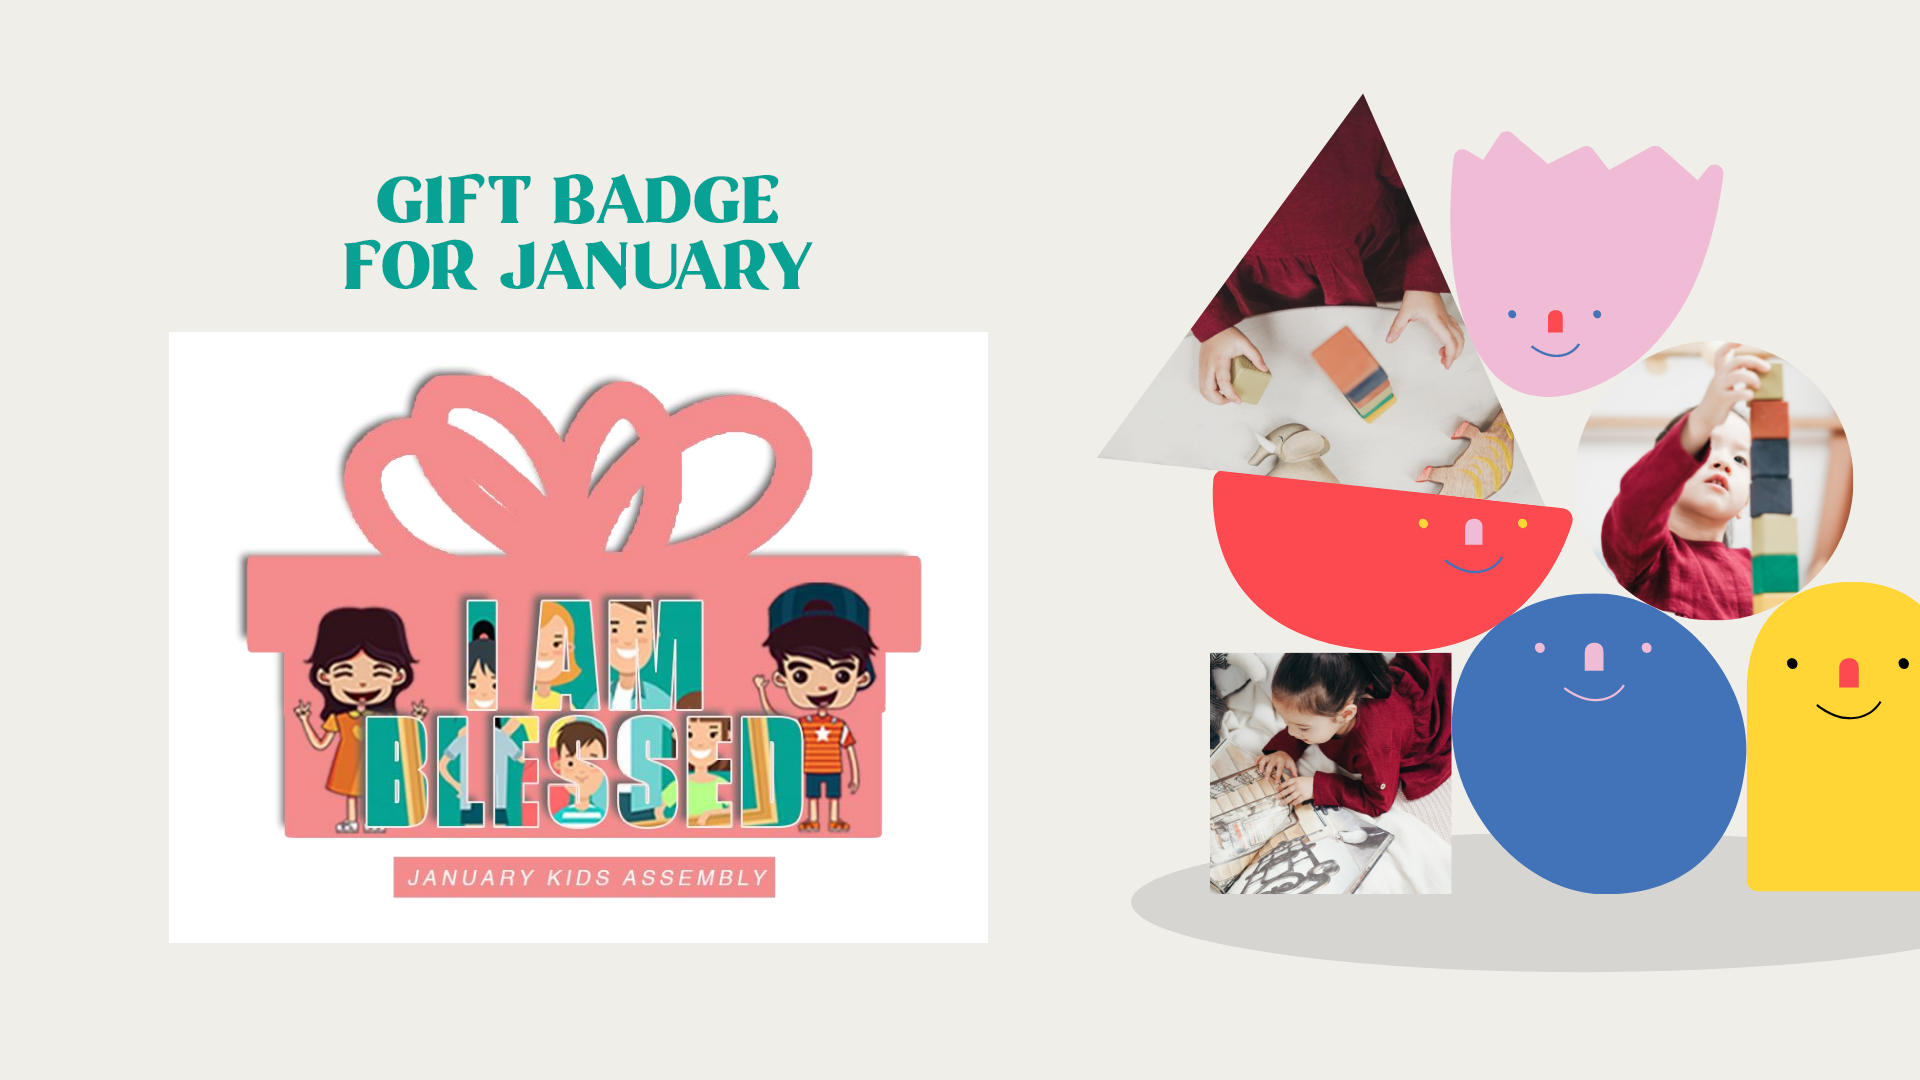 GIFT BADGE
FOR JANUARY
I AM
BLESSED
JANUARY KIDS ASSEMBLY